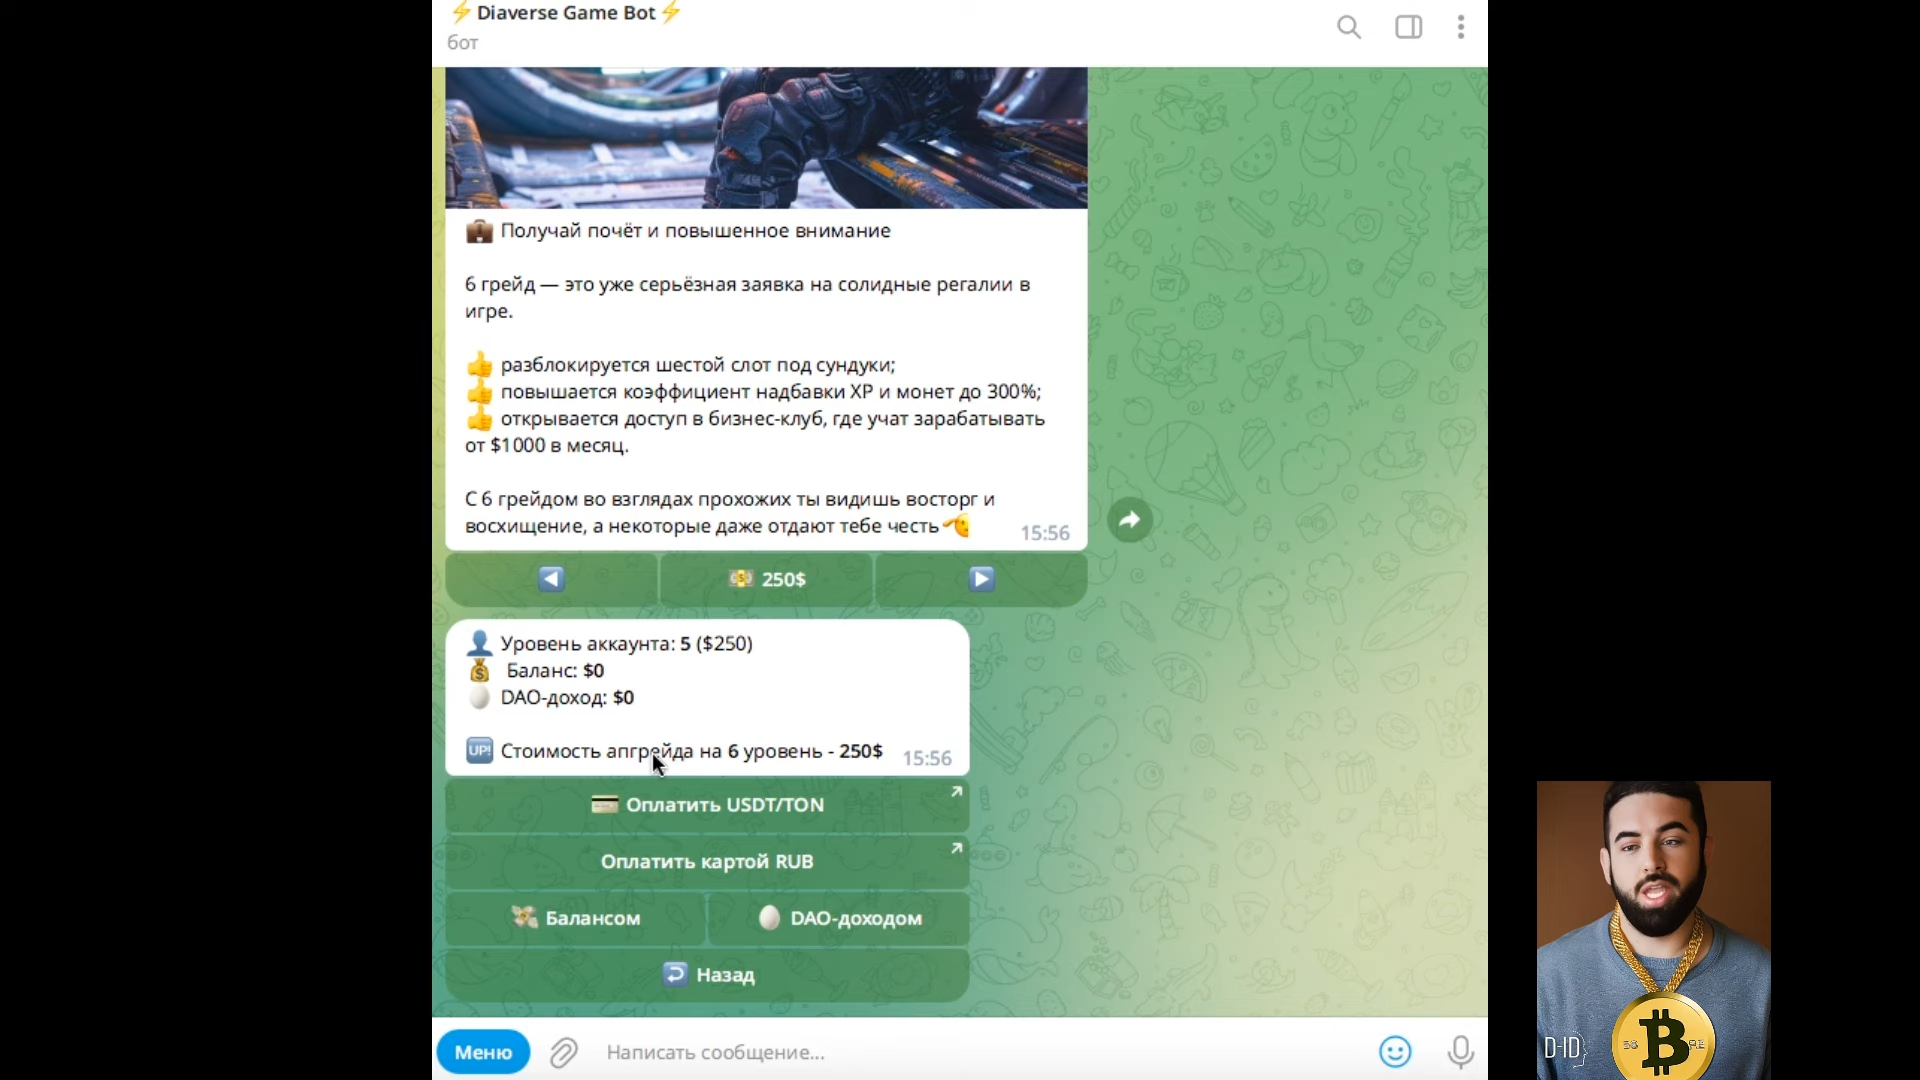 Diaverse Game Bot
бот
Получай почёт и повышенное внимание
6 грейд — это уже серьёзная заявка на солидные регалии в
игре.
разблокируется шестой слот под сундуки;
повышается коэффициент надбавки XP и монет до 300%;
открывается доступ в бизнес-клуб, где учат зарабатывать
от $1000 в месяц.
С 6 грейдом во взглядах прохожих ты видишь восторг и
восхищение, а некоторые даже отдают тебе честь
15:56
250$
Уровень аккаунта: 5 ($250)
Баланс: $0
DAO-доход: $0
UP! Стоимость апгрейда на 6 уровень - 250$
15:56
Оплатить USDT/TON
Оплатить картой RUB
Балансом
DAO-доходом
Назад
Меню
Написать сообщение...
D-ID